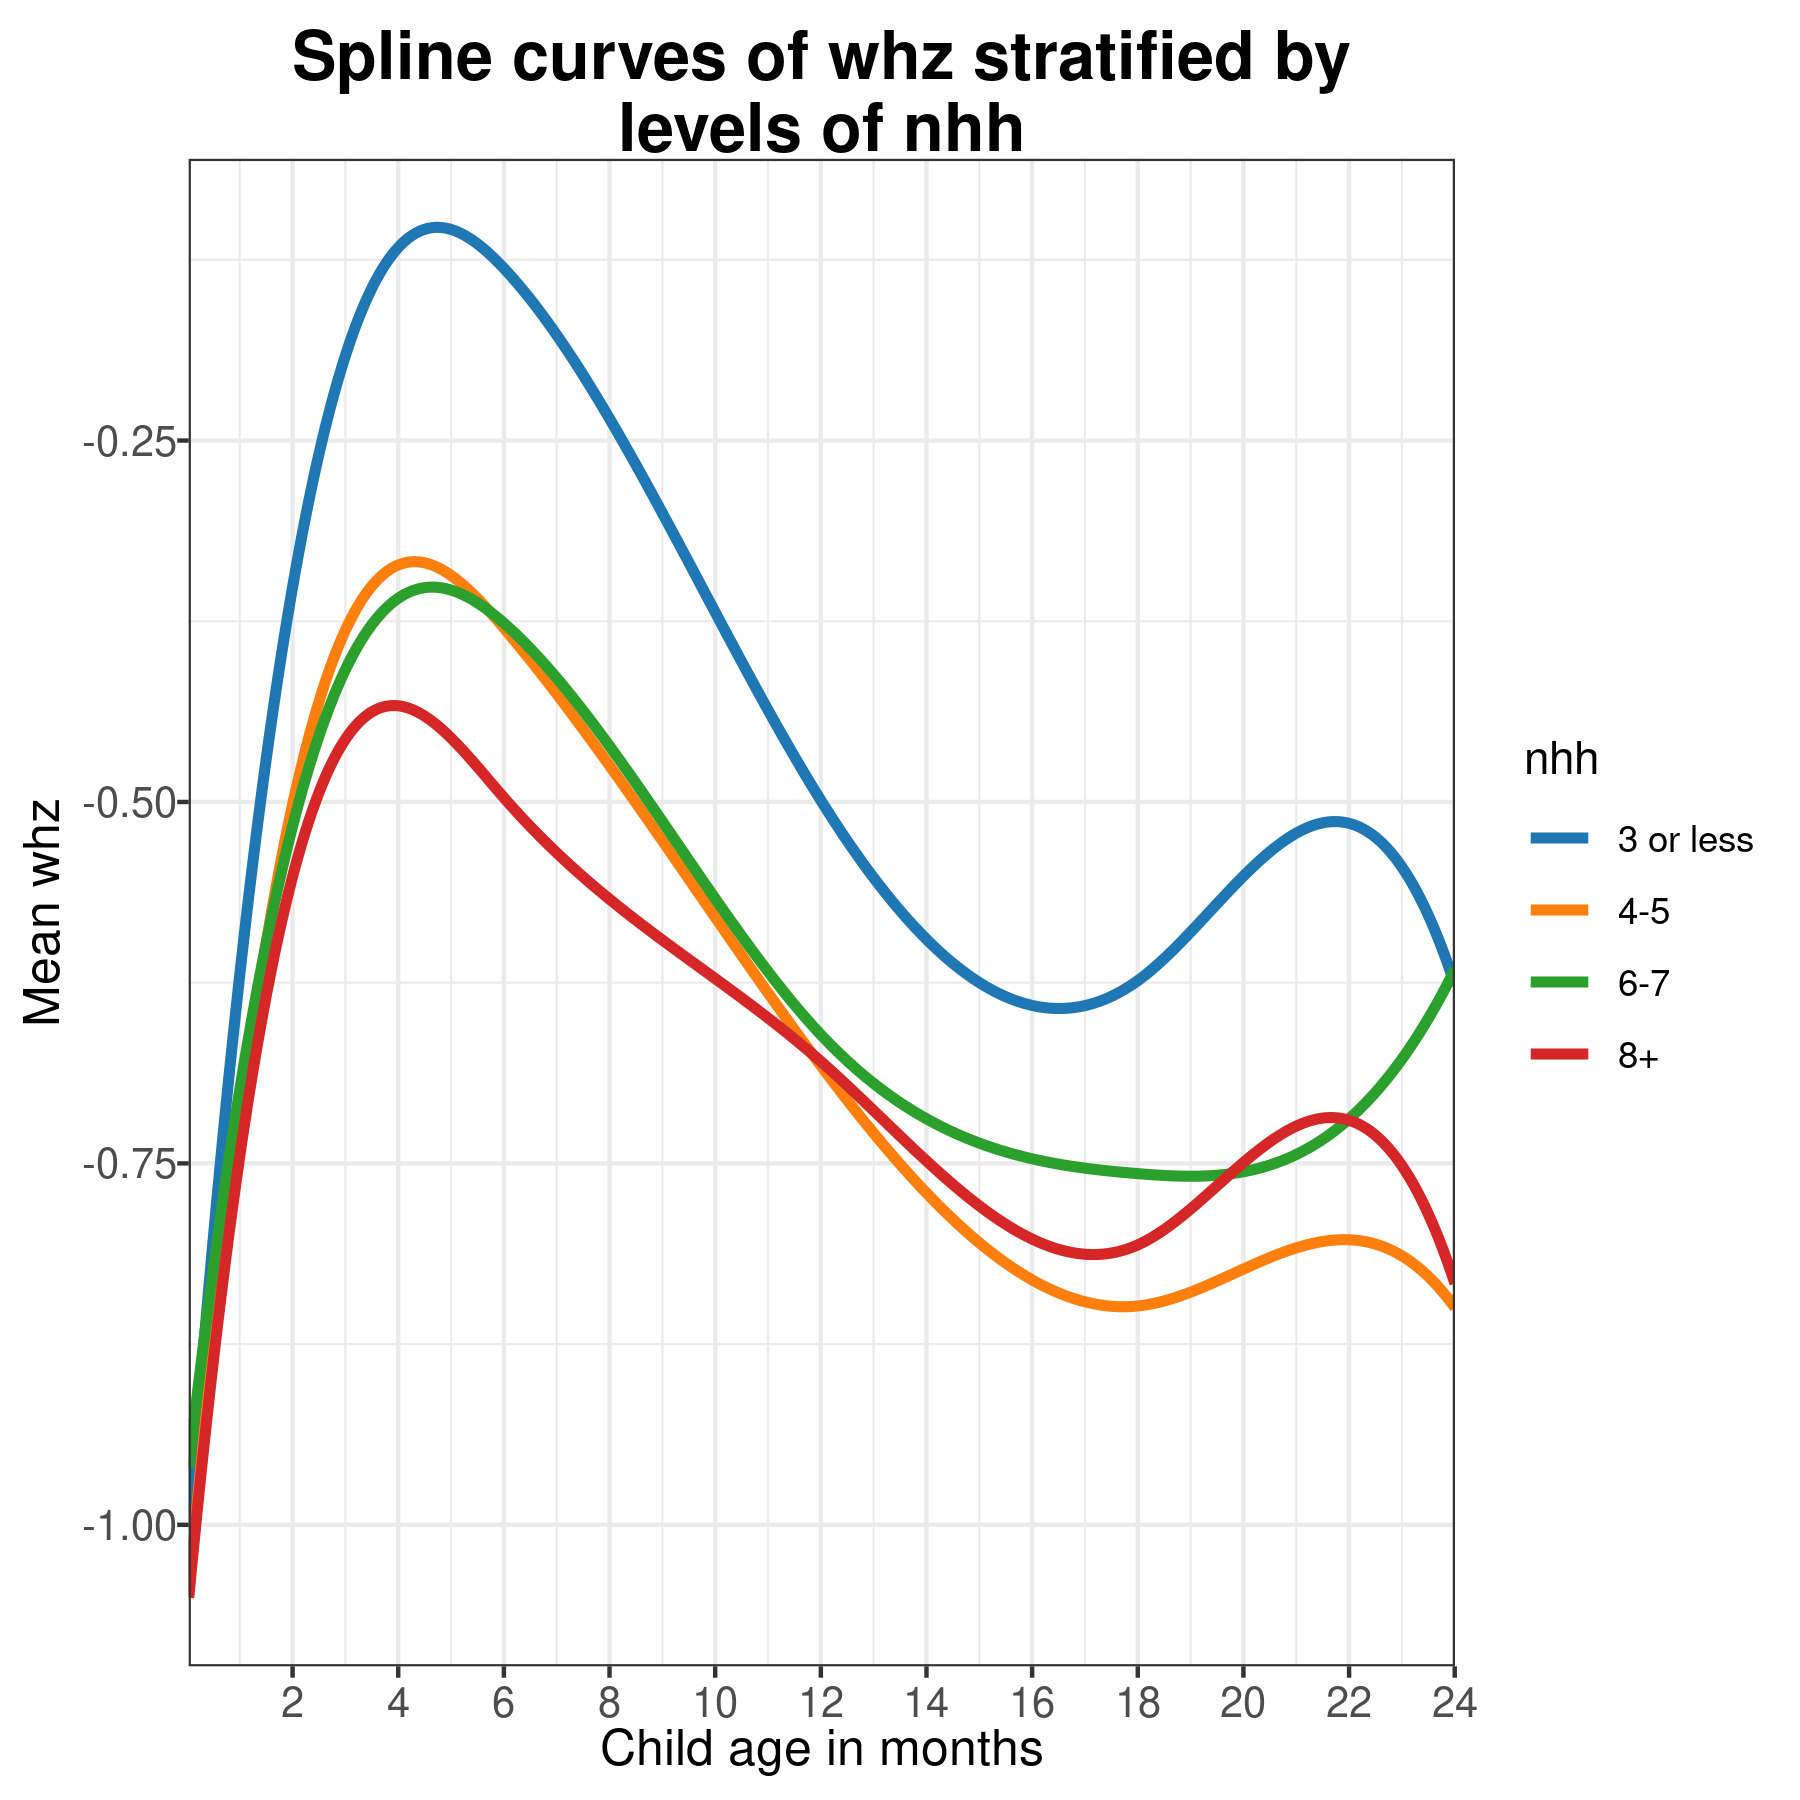 Spline curves of whz stratified by
levels of nhh
Mean whz
-0.25
-0.50
-0.75
-1.00
2 4 6 8 10 12 14 16 18 20 22 24
Child age in months
nhh
3 or less
4-5
6-7
8+